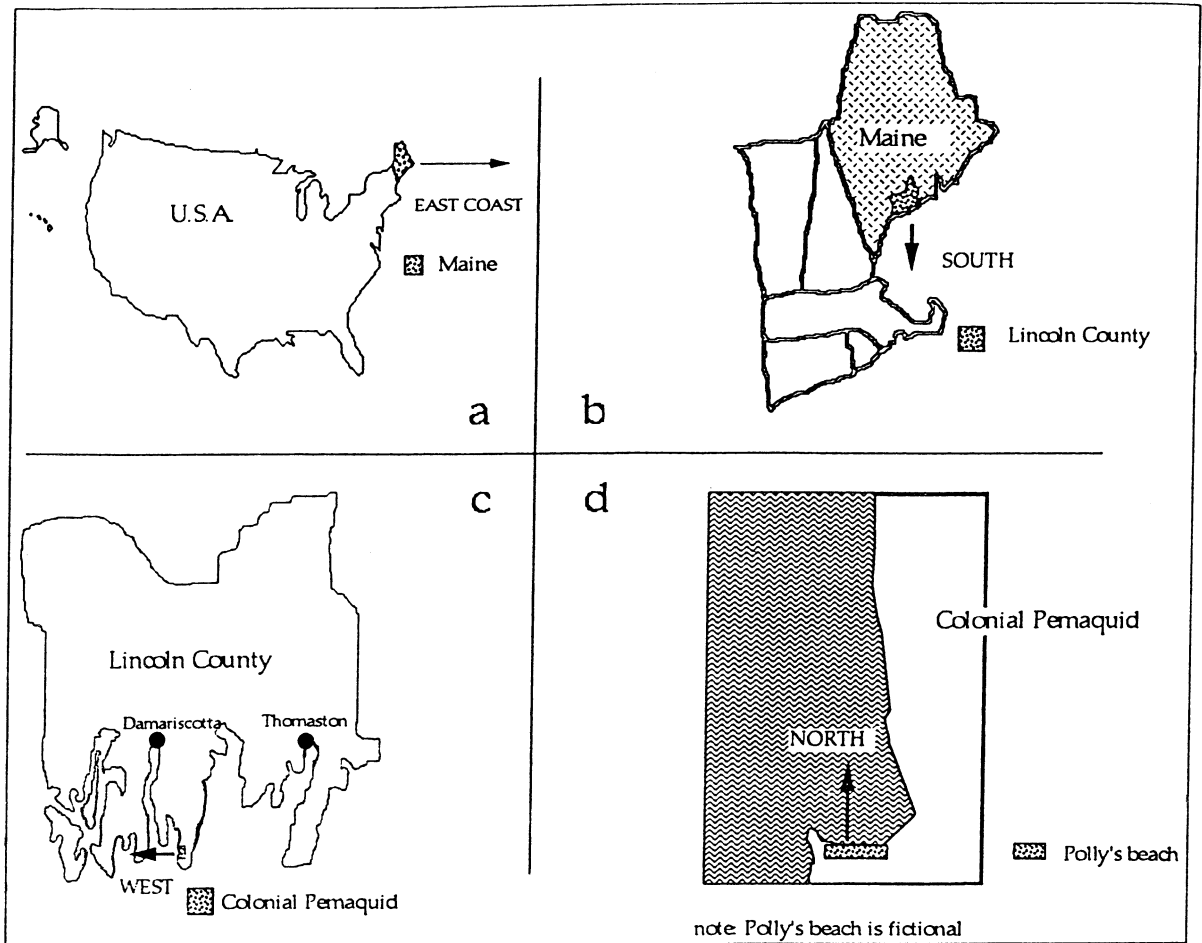 U.S.A.
EAST COAST
Maine
a
Maine
SOUTH
Lincoln County
b
c
Lincoln County
Damariscotta
Thomaston
WEST
Colonial Pemaquid
d
Colonial Pemaquid
NORTH
Polly's beach
note: Polly's beach is fictional